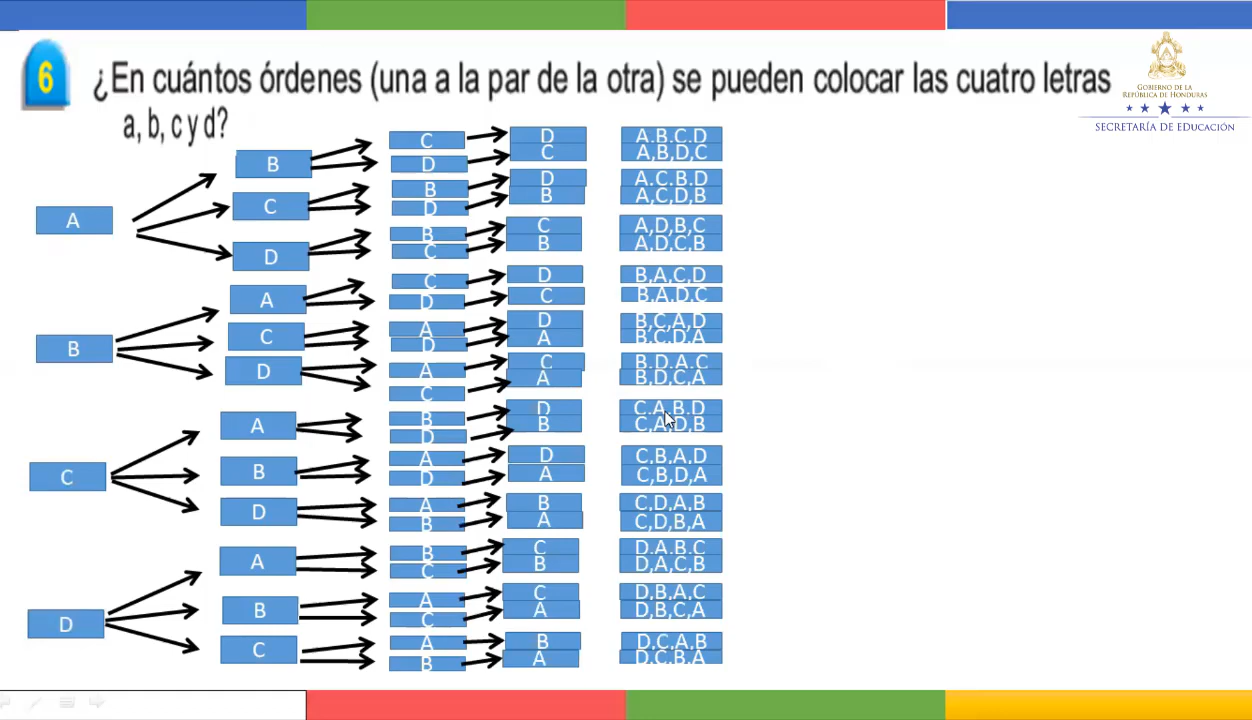 6
¿En cuántos órdenes (una a la par de la otra) se pueden colocar las cuatro letras
a, b, c y d?
GOBIERNO DE LA
REPÚBLICA DE HONDURAS
SECRETARÍA DE EDUCACIÓN
A
B
C
D
A.B.C.D
D
C
A,B,D,C
C
B
D
A.C.B.D
D
B
A,C,D,B
D
B
C
A,D,B,C
C
B
A,D,C,B
B
A
C
D
B,A,C,D
D
C
B.A.D.C
C
A
D
B,C,A,D
D
A
B.C.D.A
D
A
C
B.D.A.C
C
A
B,D,C,A
C
A
B
D
C.A.B.D
D
B
C,A,D,B
B
A
D
C,B,A,D
D
A
C,B,D,A
D
A
B
C,D,A,B
B
A
C,D,B,A
D
A
B
C
D.A.B.C
C
B
D,A,C,B
B
A
C
D,B,A,C
C
A
D,B,C,A
C
A
B
D,C,A,B
B
A
D.C.B.A